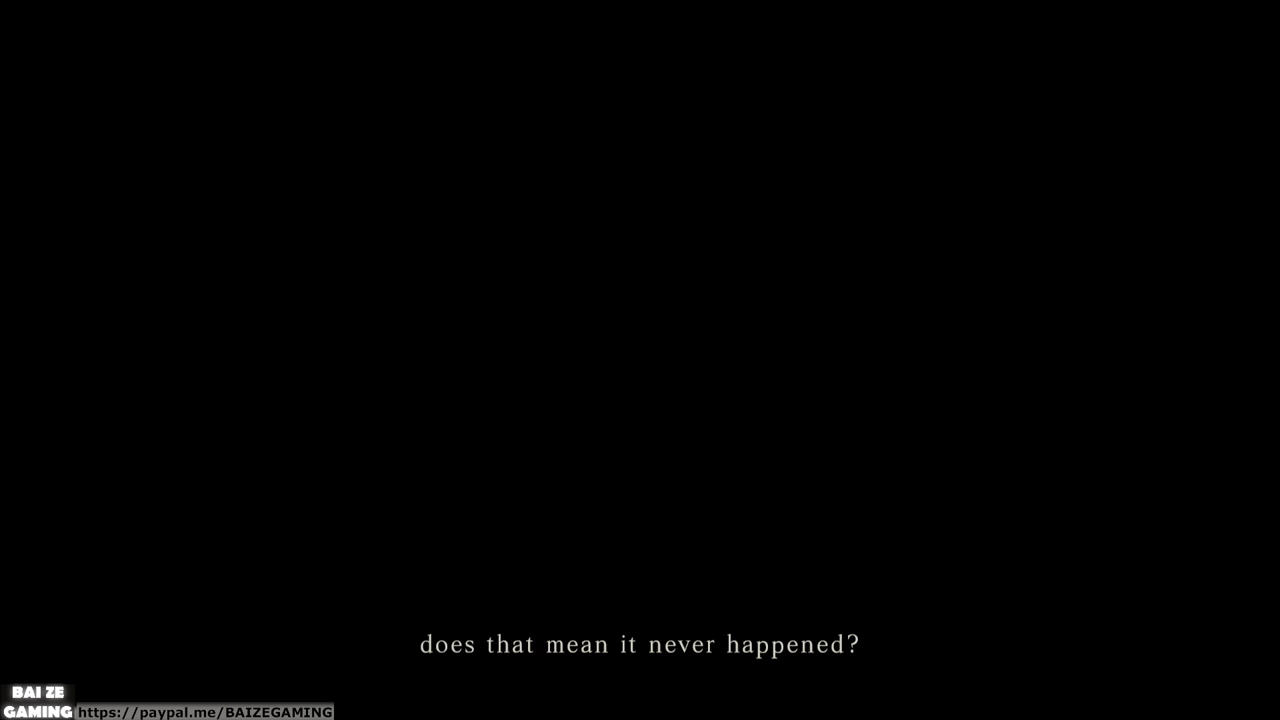 does that mean it never happened?
BAI ZE
GAMING https://paypal.me/BAIZEGAMING